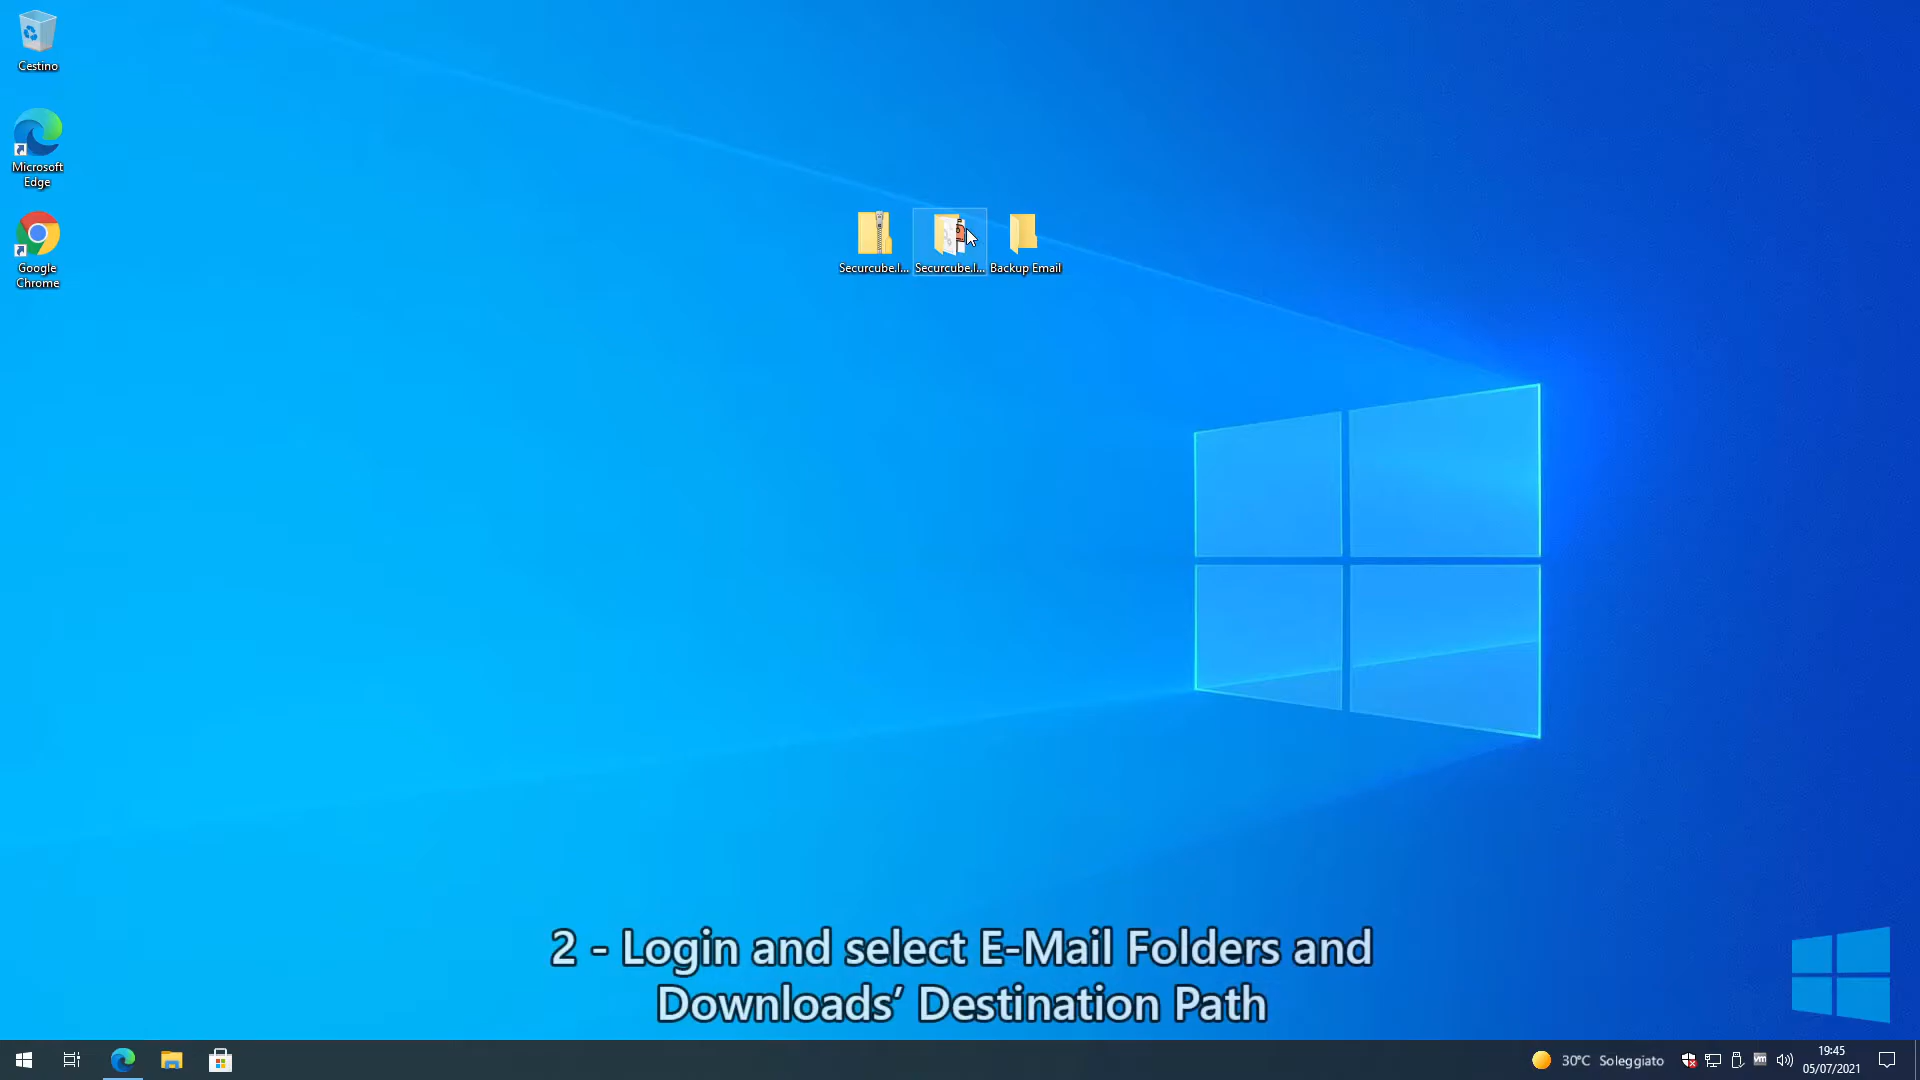 Cestino
Microsoft
Edge
Google
Chrome
Securcube.I...
Securcube.I...
Backup Email
2 - Login and select E-Mail Folders and
Downloads’ Destination Path
30°C Soleggiato
19:45
05/07/2021